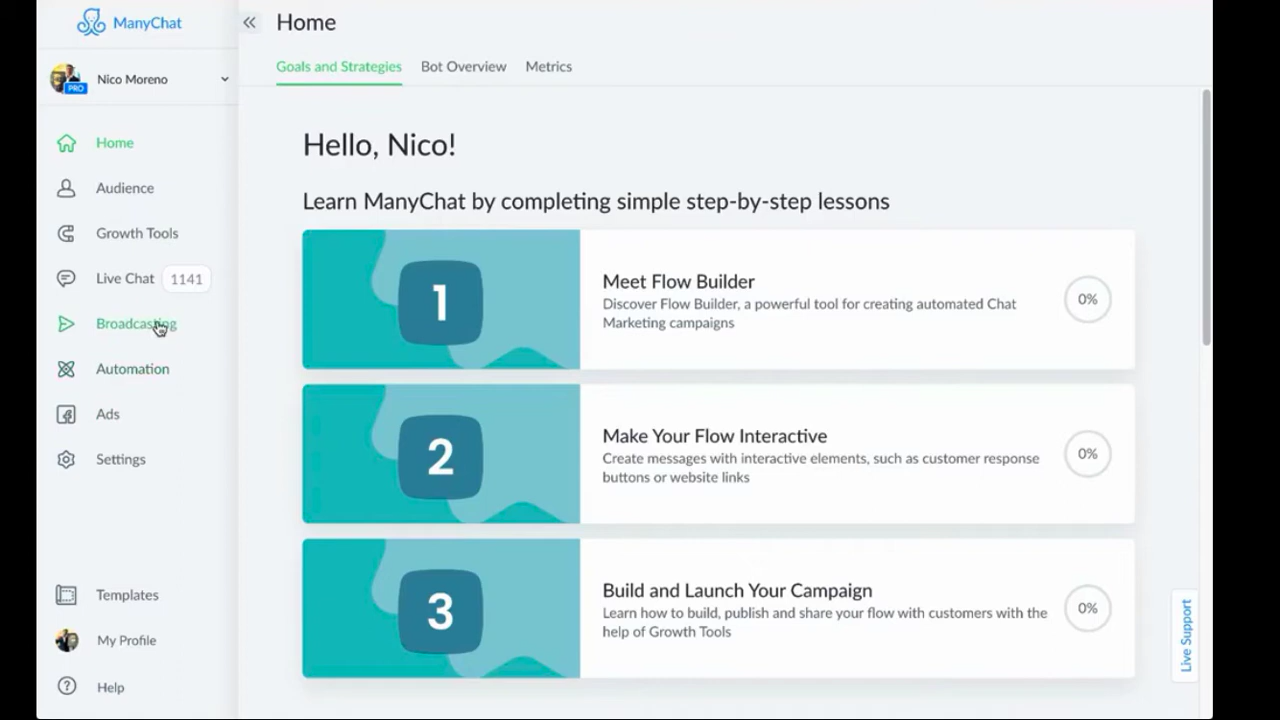 ManyChat
Nico Moreno
PRO
Home
Audience
Growth Tools
Live Chat 1141
Broadcasting
Automation
Ads
Settings
Templates
My Profile
Help
Home
Goals and Strategies Bot Overview Metrics
Hello, Nico!
Learn ManyChat by completing simple step-by-step lessons
1
Meet Flow Builder
Discover Flow Builder, a powerful tool for creating automated Chat
Marketing campaigns
0%
2
Make Your Flow Interactive
Create messages with interactive elements, such as customer response
buttons or website links
0%
3
Build and Launch Your Campaign
Learn how to build, publish and share your flow with customers with the
help of Growth Tools
0%
Live Support